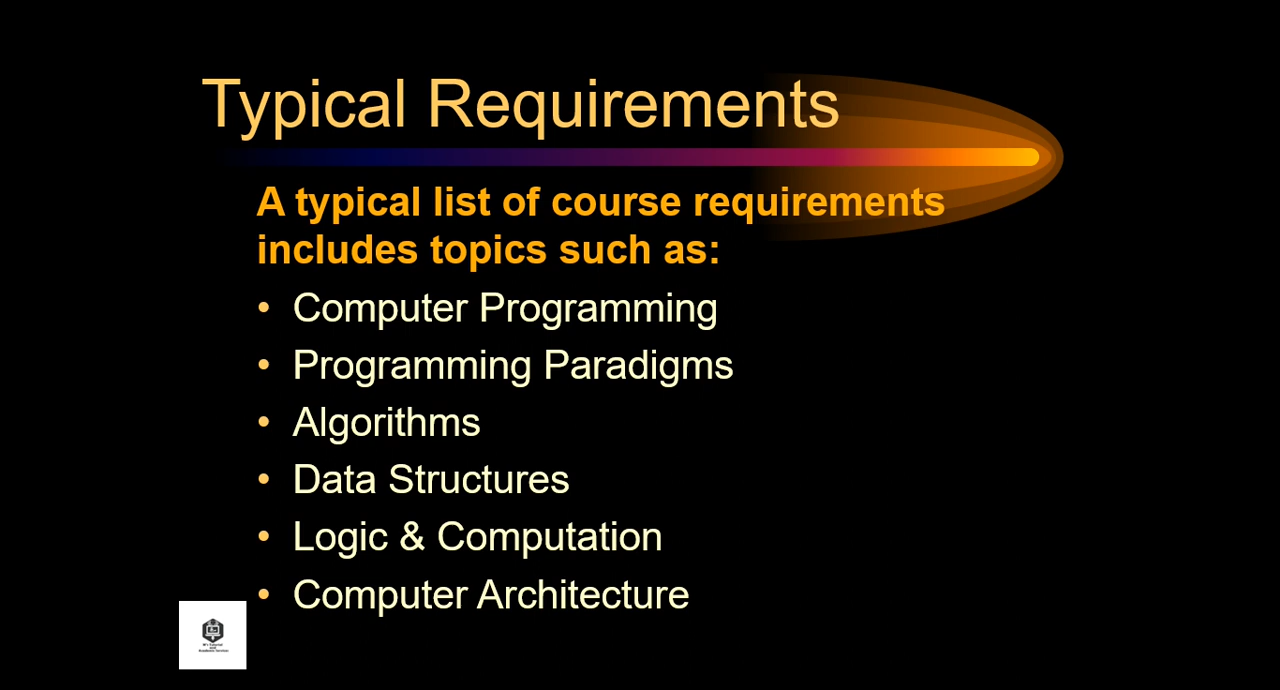 Typical Requirements
A typical list of course requirements
includes topics such as:
• Computer Programming
• Programming Paradigms
• Algorithms
• Data Structures
• Logic & Computation
• Computer Architecture